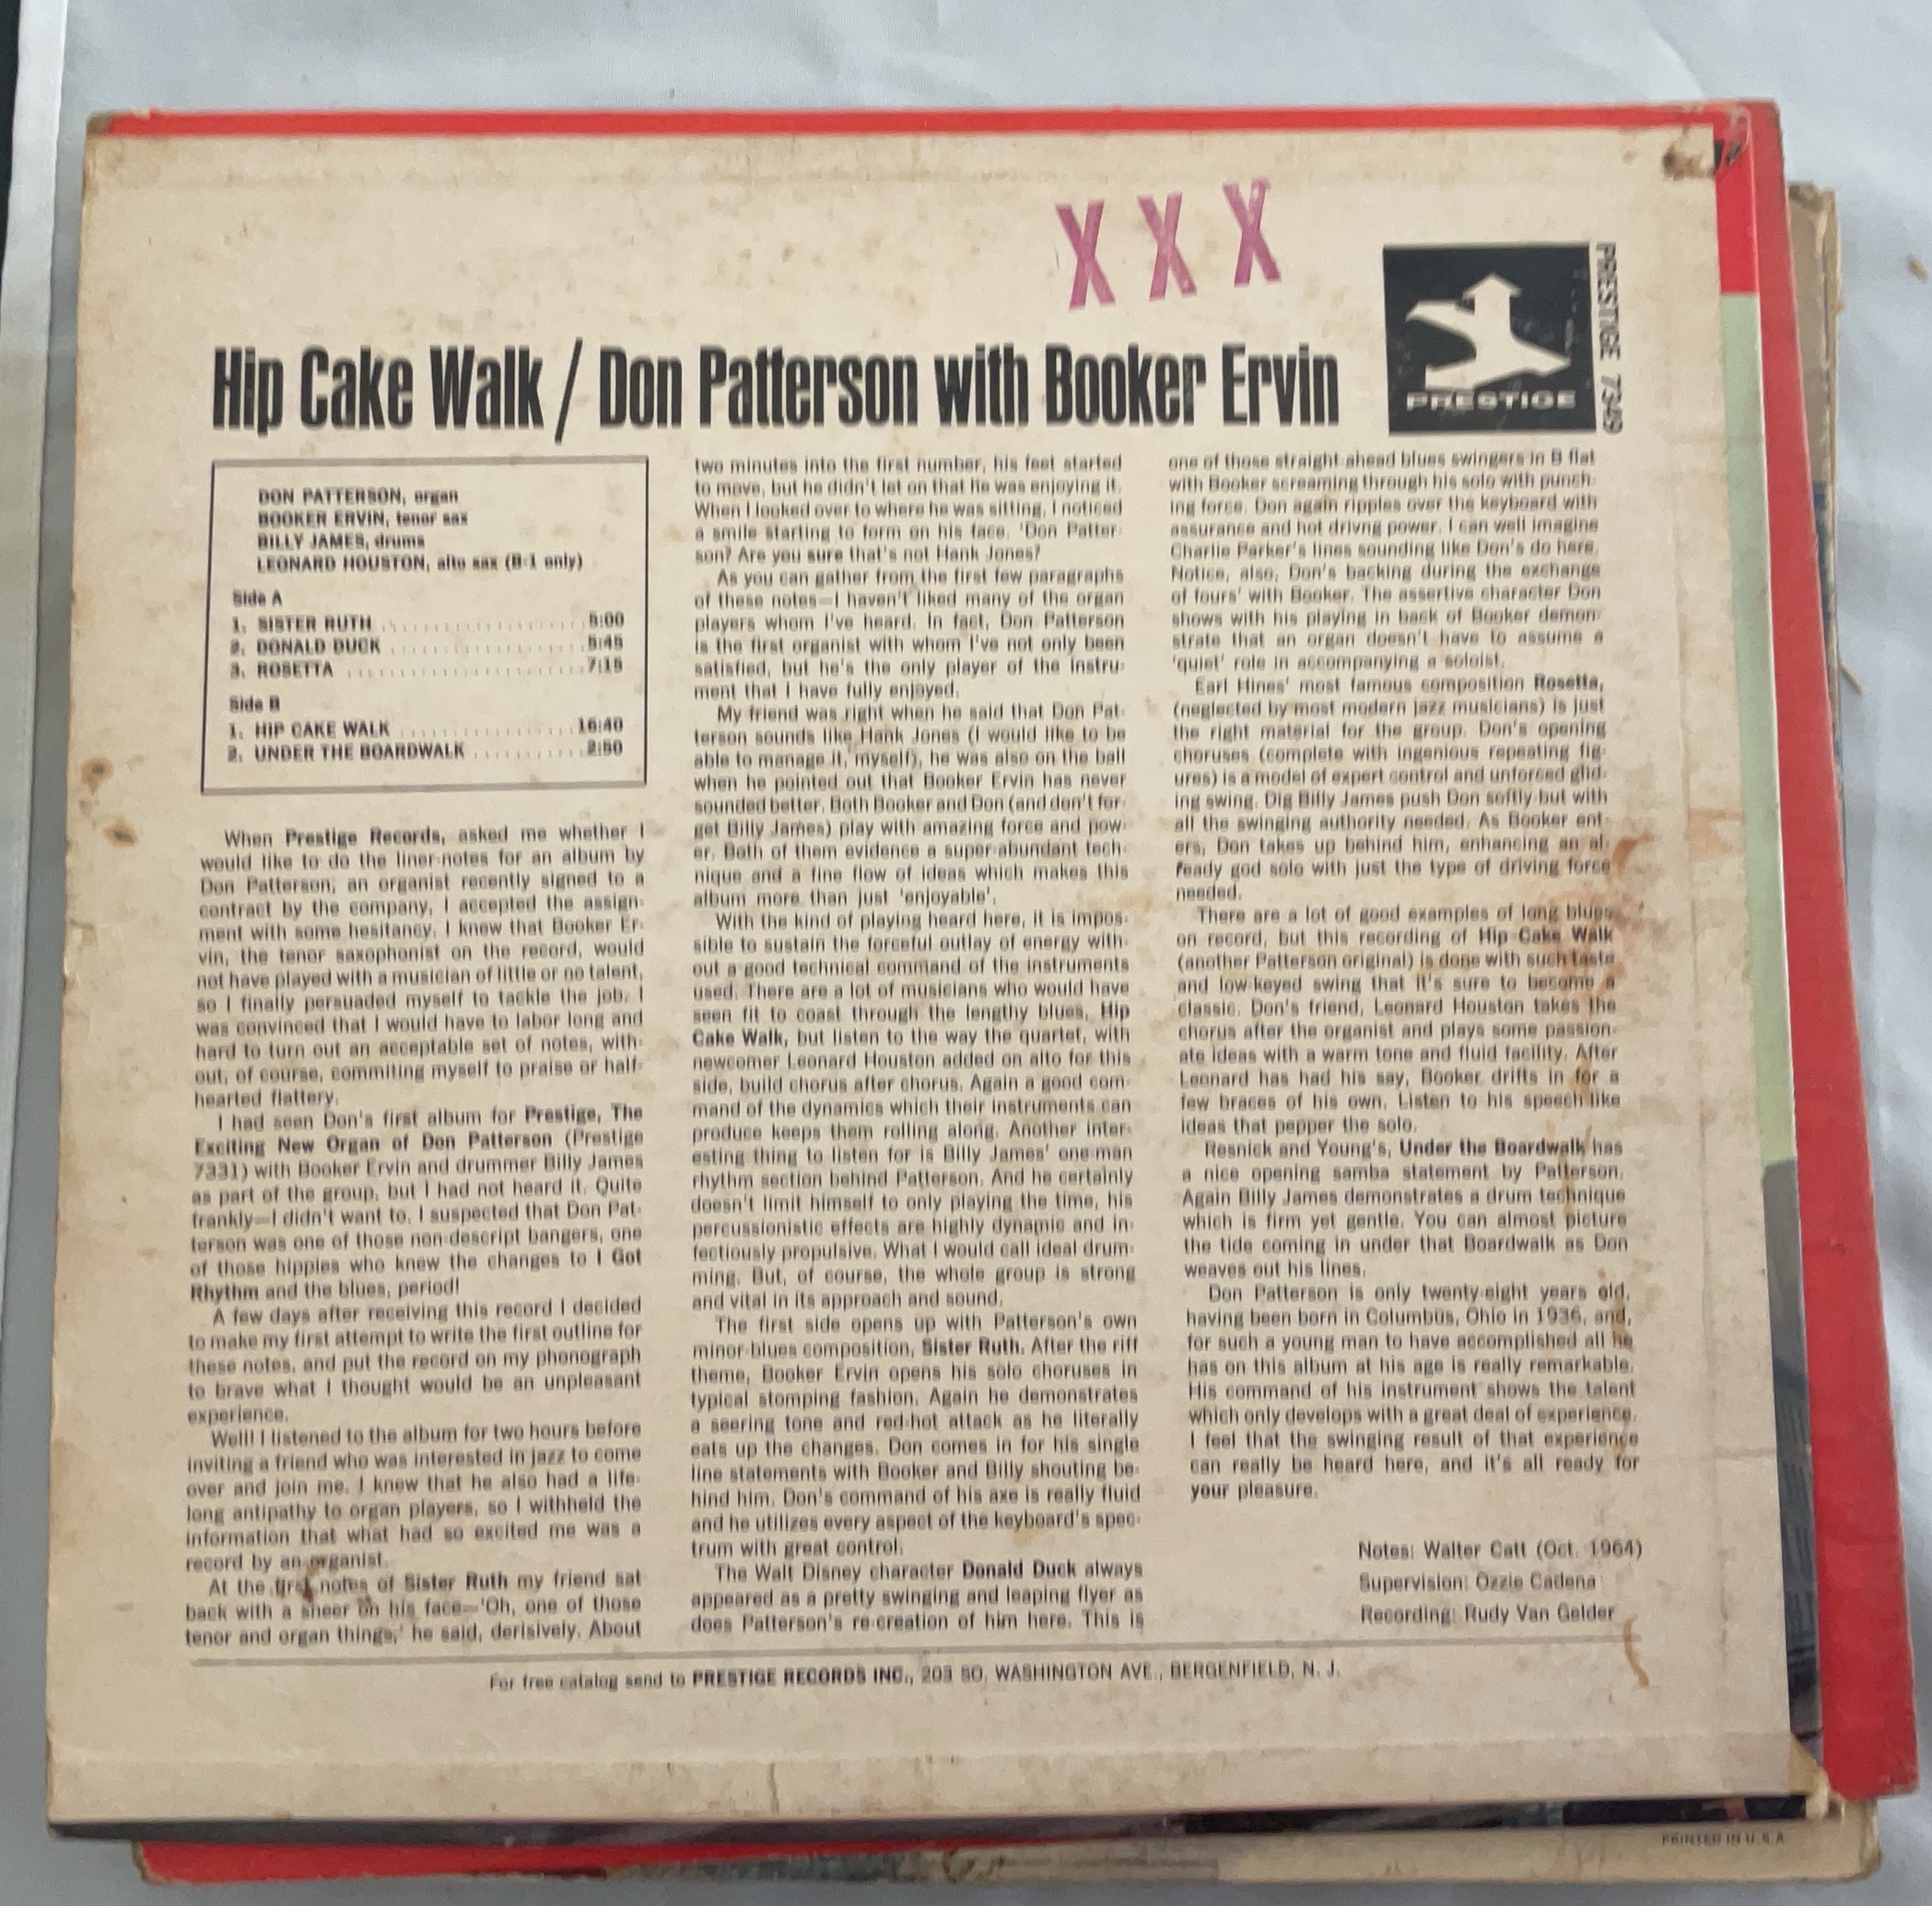 X X X
PRESTIGE 7349
PRESTIGE
Hip Cake Walk / Don Patterson with Booker Ervin
DON PATTERSON, organ
BOOKER ERVIN, tenor sax
BILLY JAMES, drums
LEONARD HOUSTON, alto sax (B-1 only)
Side A
1. SISTER RUTH 5:00
2. DONALD DUCK 5:45
3. ROSETTA 7:15
Side B
1. HIP CAKE WALK 16:40
2. UNDER THE BOARDWALK 2:50
When Prestige Records, asked me whether I
would like to do the liner-notes for an album by
Don Patterson, an organist recently signed to a
contract by the company, I accepted the assign-
ment with some hesitancy. I knew that Booker Er-
vin, the tenor saxophonist on the record, would
not have played with a musician of little or no talent,
so I finally persuaded myself to tackle the job. I
was convinced that I would have to labor long and
hard to turn out an acceptable set of notes, with-
out, of course, commiting myself to praise or half-
hearted flattery.
I had seen Don's first album for Prestige, The
Exciting New Organ of Don Patterson (Prestige
7331) with Booker Ervin and drummer Billy James
as part of the group, but I had not heard it. Quite
frankly—I didn't want to. I suspected that Don Pat-
terson was one of those non-descript bangers, one
of those hippies who knew the changes to I Got
Rhythm and the blues, period!
A few days after receiving this record I decided
to make my first attempt to write the first outline for
these notes, and put the record on my phonograph
to brave what I thought would be an unpleasant
experience.
Well! I listened to the album for two hours before
inviting a friend who was interested in jazz to come
over and join me. I knew that he also had a life-
long antipathy to organ players, so I withheld the
information that what had so excited me was a
record by an organist.
At the first notes of Sister Ruth my friend sat
back with a sneer on his face—'Oh, one of those
tenor and organ things,' he said, derisively. About
two minutes into the first number, his feet started
to move, but he didn't let on that he was enjoying it.
When I looked over to where he was sitting, I noticed
a smile starting to form on his face. 'Don Patter-
son? Are you sure that's not Hank Jones?
As you can gather from the first few paragraphs
of these notes—I haven't liked many of the organ
players whom I've heard. In fact, Don Patterson
is the first organist with whom I've not only been
satisfied, but he's the only player of the instru-
ment that I have fully enjoyed.
My friend was right when he said that Don Pat-
terson sounds like Hank Jones (I would like to be
able to manage it, myself), he was also on the ball
when he pointed out that Booker Ervin has never
sounded better. Both Booker and Don (and don't for-
get Billy James) play with amazing force and pow-
er. Both of them evidence a super-abundant tech-
nique and a fine flow of ideas which makes this
album more than just 'enjoyable'.
With the kind of playing heard here, it is impos-
sible to sustain the forceful outlay of energy with-
out a good technical command of the instruments
used. There are a lot of musicians who would have
seen fit to coast through the lengthy blues, Hip
Cake Walk, but listen to the way the quartet, with
newcomer Leonard Houston added on alto for this
side, build chorus after chorus. Again a good com-
mand of the dynamics which their instruments can
produce keeps them rolling along. Another inter-
esting thing to listen for is Billy James' one-man
rhythm section behind Patterson. And he certainly
doesn't limit himself to only playing the time, his
percussionistic effects are highly dynamic and in-
fectiously propulsive. What I would call ideal drum-
ming. But, of course, the whole group is strong
and vital in its approach and sound.
The first side opens up with Patterson's own
minor-blues composition, Sister Ruth. After the riff
theme, Booker Ervin opens his solo choruses in
typical stomping fashion. Again he demonstrates
a seering tone and red-hot attack as he literally
eats up the changes. Don comes in for his single
line statements with Booker and Billy shouting be-
hind him. Don's command of his axe is really fluid
and he utilizes every aspect of the keyboard's spec-
trum with great control.
The Walt Disney character Donald Duck always
appeared as a pretty swinging and leaping flyer as
does Patterson's re-creation of him here. This is
one of those straight-ahead blues swingers in B flat
with Booker screaming through his solo with punch-
ing force. Don again ripples over the keyboard with
assurance and hot drivng power. I can well imagine
Charlie Parker's lines sounding like Don's do here.
Notice, also, Don's backing during the exchange
of fours' with Booker. The assertive character Don
shows with his playing in back of Booker demon-
strate that an organ doesn't have to assume a
'quiet' role in accompanying a soloist.
Earl Hines' most famous composition Rosetta,
(neglected by most modern jazz musicians) is just
the right material for the group. Don's opening
choruses (complete with ingenious repeating fig-
ures) is a model of expert control and unforced glid-
ing swing. Dig Billy James push Don softly but with
all the swinging authority needed. As Booker ent-
ers, Don takes up behind him, enhancing an al-
ready god solo with just the type of driving force
needed.
There are a lot of good examples of long blues
on record, but this recording of Hip Cake Walk
(another Patterson original) is done with such taste
and low-keyed swing that it's sure to become a
classic. Don's friend, Leonard Houston takes the
chorus after the organist and plays some passion-
ate ideas with a warm tone and fluid facility. After
Leonard has had his say, Booker drifts in for a
few braces of his own. Listen to his speech-like
ideas that pepper the solo.
Resnick and Young's, Under the Boardwalk has
a nice opening samba statement by Patterson.
Again Billy James demonstrates a drum technique
which is firm yet gentle. You can almost picture
the tide coming in under that Boardwalk as Don
weaves out his lines.
Don Patterson is only twenty-eight years old,
having been born in Columbus, Ohio in 1936, and,
for such a young man to have accomplished all he
has on this album at his age is really remarkable.
His command of his instrument shows the talent
which only develops with a great deal of experience.
I feel that the swinging result of that experience
can really be heard here, and it's all ready for
your pleasure.
Notes: Walter Catt (Oct. 1964)
Supervision: Ozzie Cadena
Recording: Rudy Van Gelder
For free catalog send to PRESTIGE RECORDS INC., 203 SO. WASHINGTON AVE., BERGENFIELD, N. J.
PRINTED IN U.S.A.